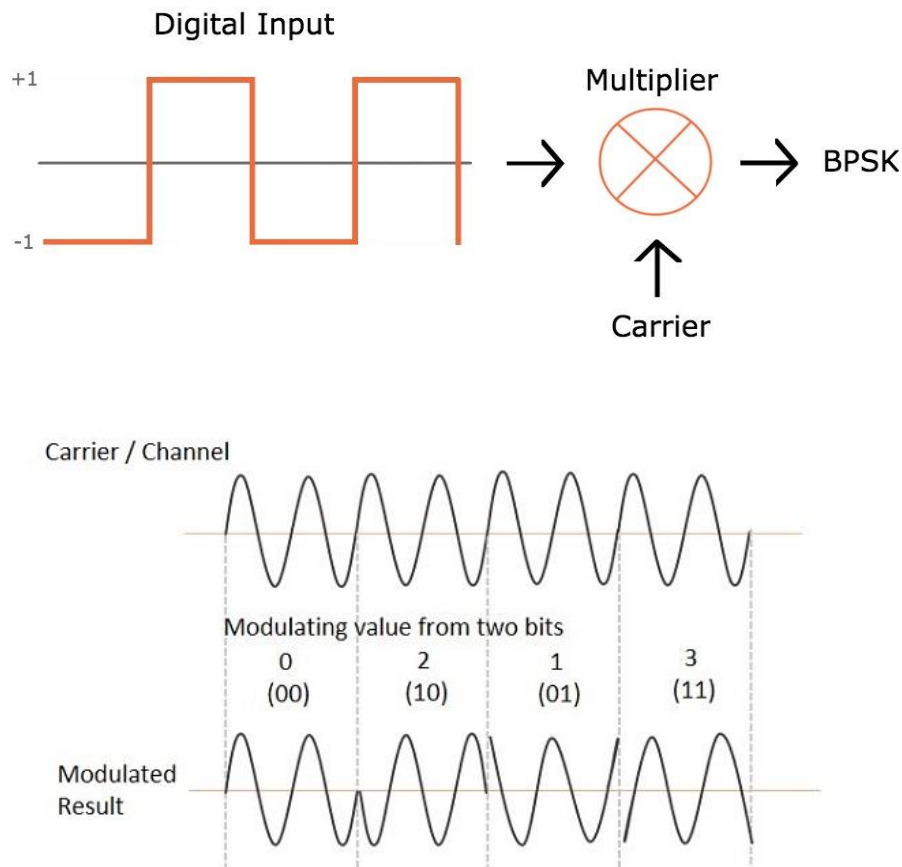 Digital Input
+1
-1
Multiplier
BPSK
Carrier
Carrier / Channel
Modulating value from two bits
0 2 1 3
(00) (10) (01) (11)
Modulated
Result